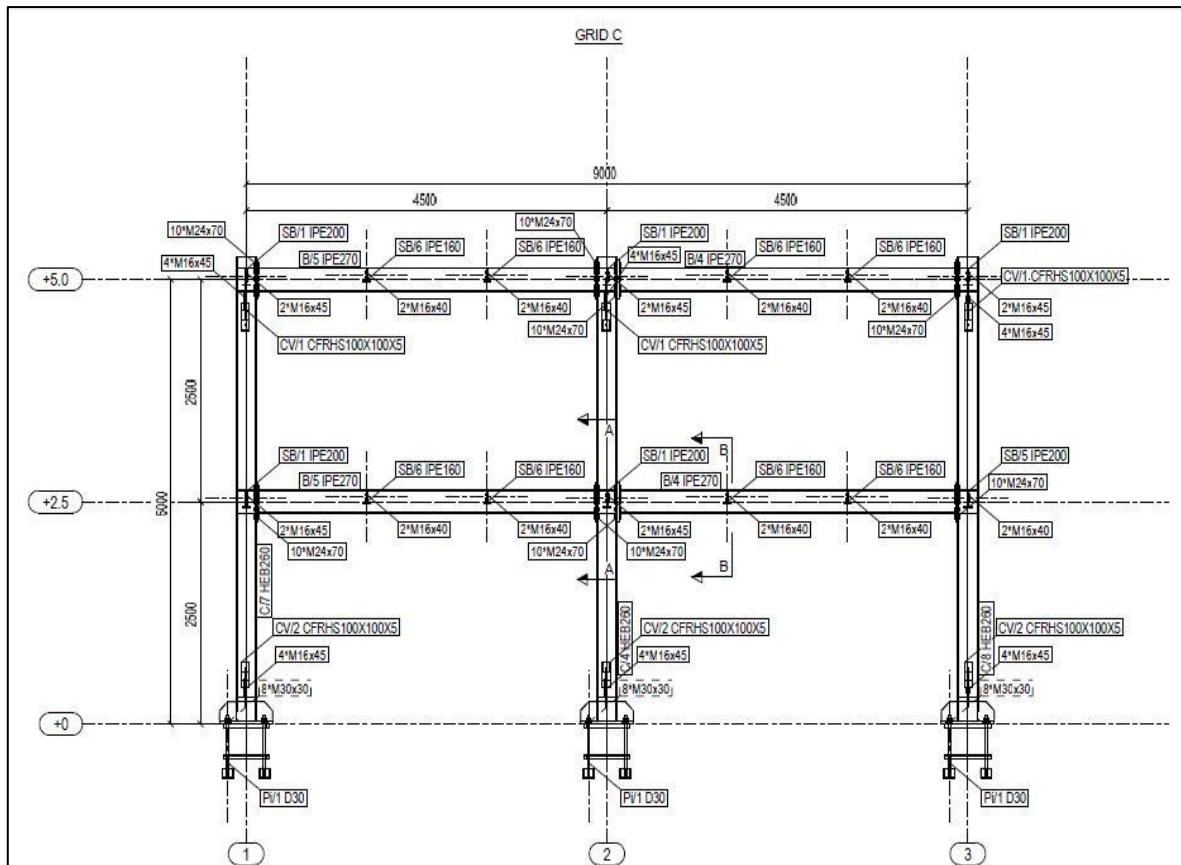 GRID C
9000
4500
4500
10*M24x70
10*M24x70
SB/1 IPE200
SB/6 IPE160
SB/6 IPE160
SB/1 IPE200
SB/6 IPE160
SB/6 IPE160
SB/1 IPE200
4*M16x45
B/5 IPE270
4*M16x45
B/4 IPE270
+5.0
CV/1 CFRHS100X100X5
2*M16x45
2*M16x40
2*M16x40
2*M16x45
2*M16x40
2*M16x40
2*M16x45
10*M24x70
10*M24x70
4*M16x45
CV/1 CFRHS100X100X5
CV/1 CFRHS100X100X5
2500
A
B
SB/1 IPE200
SB/6 IPE160
SB/6 IPE160
SB/1 IPE200
SB/6 IPE160
SB/6 IPE160
SB/5 IPE200
B/5 IPE270
B/4 IPE270
10*M24x70
+2.5
5000
2*M16x45
2*M16x40
2*M16x40
2*M16x45
2*M16x40
2*M16x40
2*M16x40
10*M24x70
10*M24x70
10*M24x70
A
B
C/7 HEB260
2500
C/4 HEB260
C/8 HEB260
CV/2 CFRHS100X100X5
CV/2 CFRHS100X100X5
CV/2 CFRHS100X100X5
4*M16x45
4*M16x45
4*M16x45
8*M30x30
8*M30x30
8*M30x30
+0
Pi/1 D30
Pi/1 D30
Pi/1 D30
1
2
3